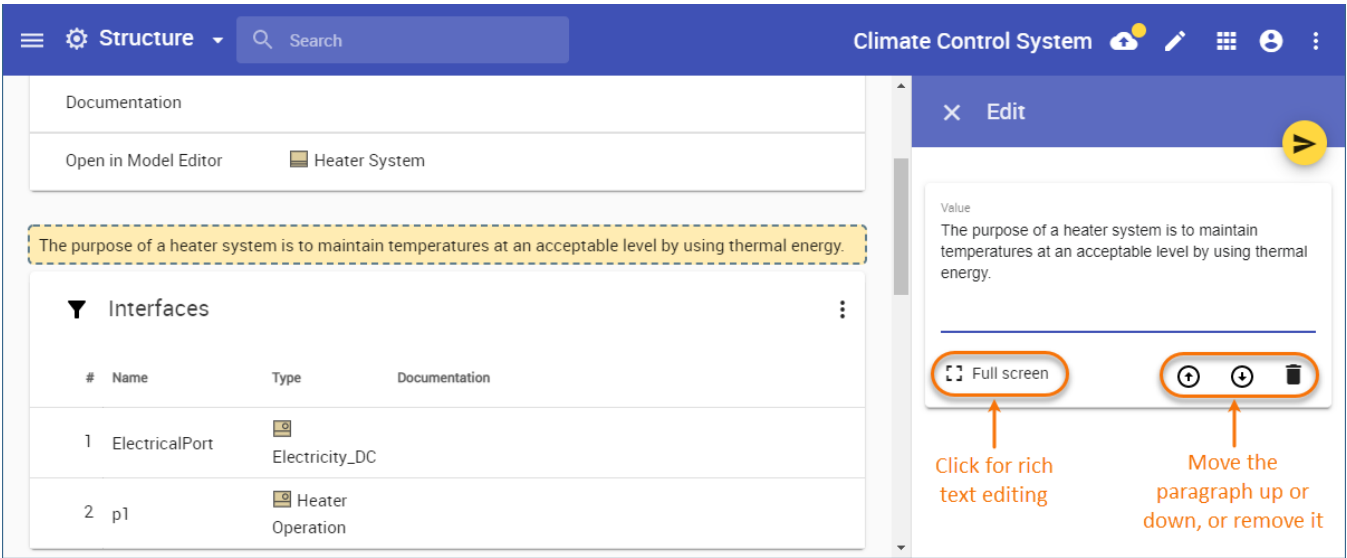 Structure
Search
Climate Control System
Documentation
Open in Model Editor Heater System
The purpose of a heater system is to maintain temperatures at an acceptable level by using thermal energy.
Interfaces
# Name Type Documentation
1 ElectricalPort Electricity_DC
2 p1 Heater
Operation
Edit
Value
The purpose of a heater system is to maintain
temperatures at an acceptable level by using thermal
energy.
Full screen
Click for rich
text editing
Move the
paragraph up or
down, or remove it